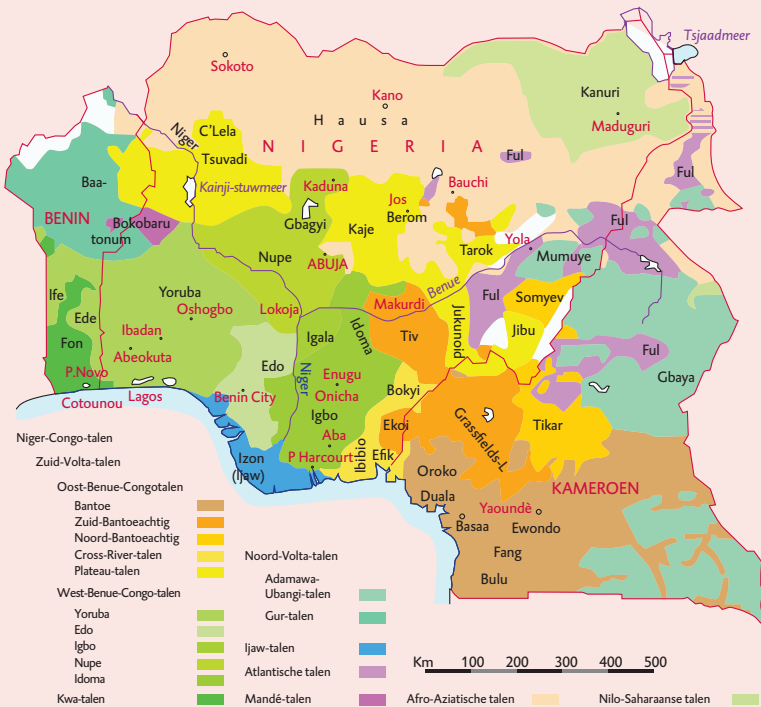 Tsjaadmeer
Sokoto
Kano
Kanuri
Hausa
Maduguri
C'Lela
Niger
NIGERIA
Ful
Tsuvadi
Ful
Baa-
Kainji-stuwmeer
Kaduna
Bauchi
Jos
BENIN
Bokobaru
Gbagyi
Berom
Ful
tonum
Kaje
Yola
Tarok
Mumuye
Nupe
ABUJA
Benue
Ife
Yoruba
Ful
Somyev
Oshogbo
Lokoja
Makurdi
Ede
Ibadan
Jukunoid
Jibu
Fon
Igala
Idoma
Tiv
Abeokuta
Ful
Edo
Niger
Enugu
Gbaya
P.Novo
Bokyi
Cotounou
Lagos
Benin City
Onicha
Igbo
Grassfields-L.
Tikar
Aba
Ekoi
Izon
(Ijaw)
P Harcourt
Ibibio
Efik
Oroko
KAMEROEN
Duala
Yaoundè
Basaa
Ewondo
Fang
Bulu
Niger-Congo-talen
Zuid-Volta-talen
Oost-Benue-Congotalen
Bantoe
Zuid-Bantoeachtig
Noord-Bantoeachtig
Cross-River-talen
Plateau-talen
West-Benue-Congo-talen
Yoruba
Edo
Igbo
Nupe
Idoma
Kwa-talen
Noord-Volta-talen
Adamawa-
Ubangi-talen
Gur-talen
Ijaw-talen
Atlantische talen
Mandé-talen
Km 100 200 300 400 500
Afro-Aziatische talen
Nilo-Saharaanse talen